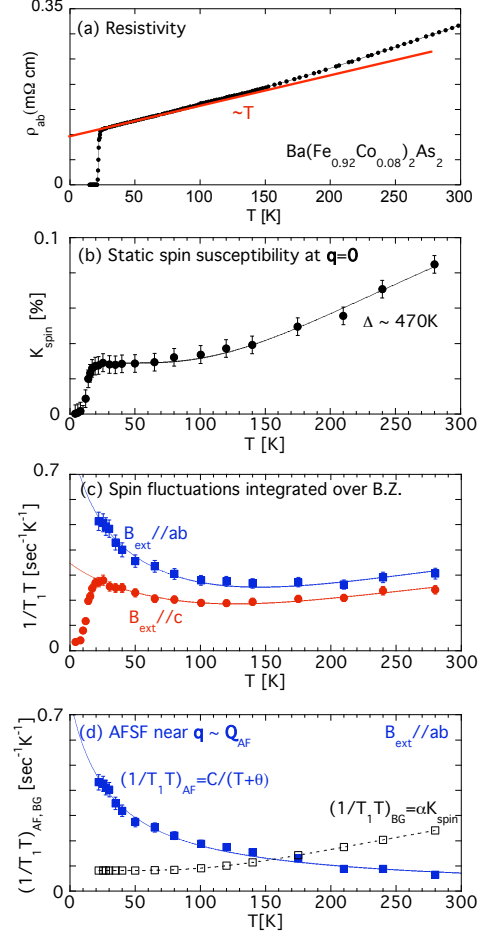 0.35
(a) Resistivity
ρab(mΩ cm)
~T
Ba(Fe0.92Co0.08)2As2
0
0 50 100 150 200 250 300
T [K]
0.1
(b) Static spin susceptibility at q=0
Kspin [%]
Δ ~ 470K
0
0 50 100 150 200 250 300
T [K]
0.7
(c) Spin fluctuations integrated over B.Z.
1/T1T [sec-1K-1]
Bext//ab
Bext//c
0
0 50 100 150 200 250 300
T [K]
0.7
(d) AFSF near q ~ QAF
Bext//ab
(1/T1T)AF,BG [sec-1K-1]
(1/T1T)AF=C/(T+θ)
(1/T1T)BG=αKspin
0
0 50 100 150 200 250 300
T[K]